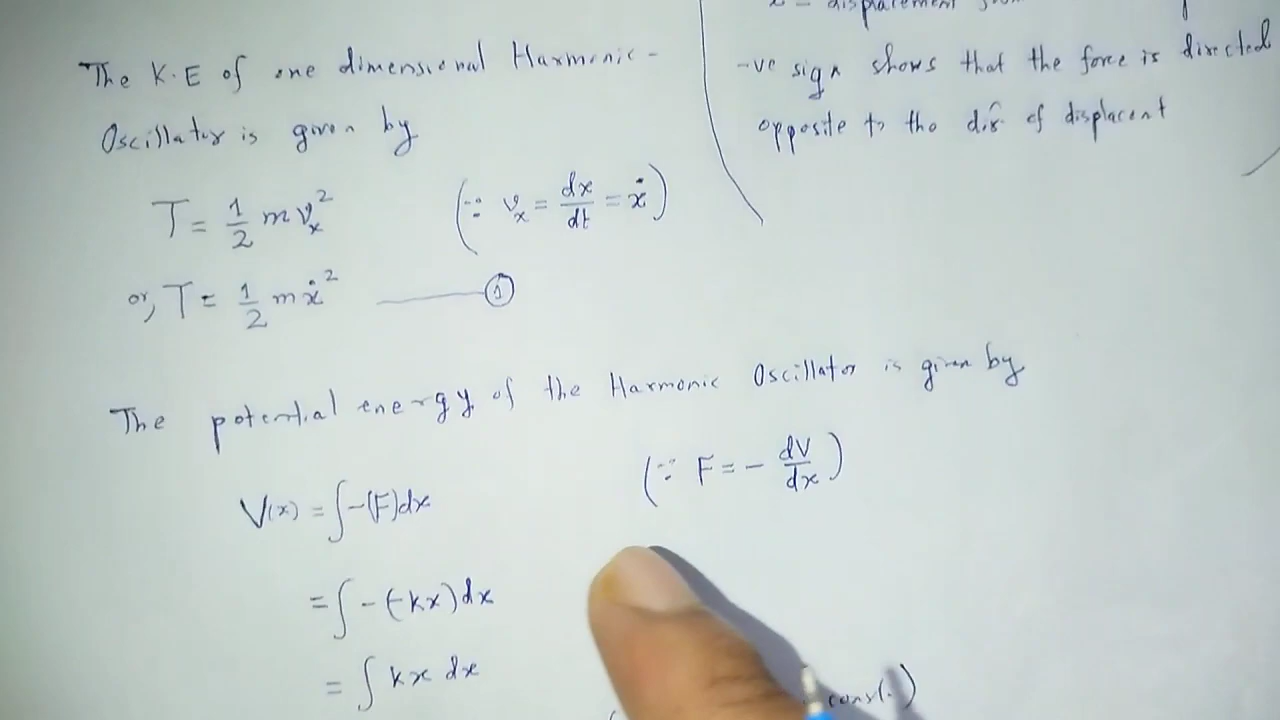 The K.E of one dimensional Harmonic-
Oscillator is given by
T = 1/2 m v_x^2 (∵ v_x = dx/dt = ẋ)
or, T = 1/2 m ẋ^2 ——— ①
x - displacement
-ve sign shows that the force is directed
opposite to the dir̂ of displacent
The potential energy of the Harmonic Oscillator is given by
V(x) = ∫-(F)dx (∵ F = - dV/dx)
= ∫ - (-kx) dx
= ∫ kx dx
const.)